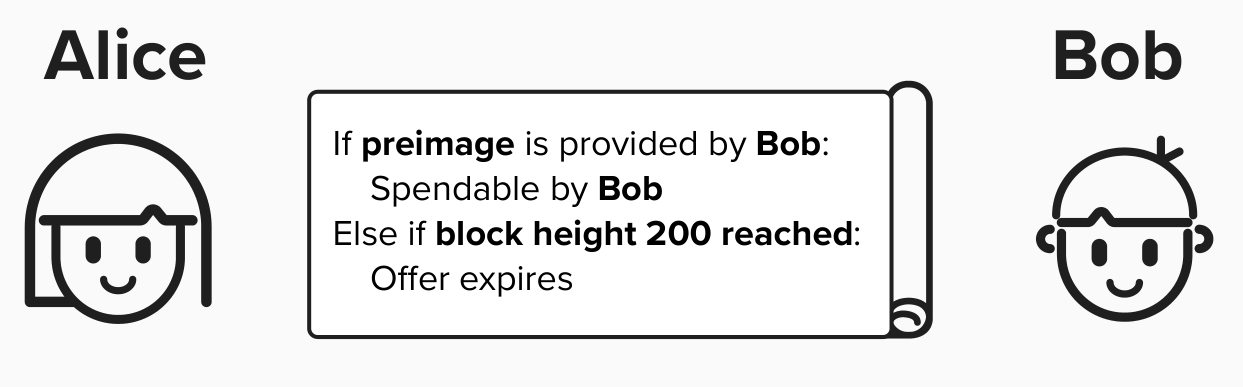 Alice
Bob
If preimage is provided by Bob:
Spendable by Bob
Else if block height 200 reached:
Offer expires